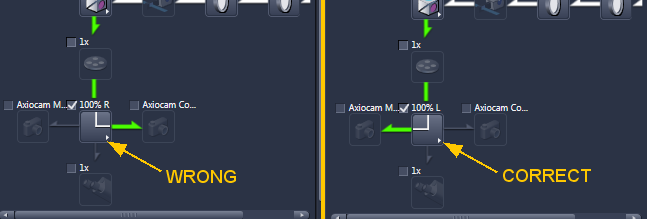 1x
1x
Axiocam M...
100% R
Axiocam Co...
Axiocam M...
100% L
Axiocam Co...
1x
1x
WRONG
CORRECT